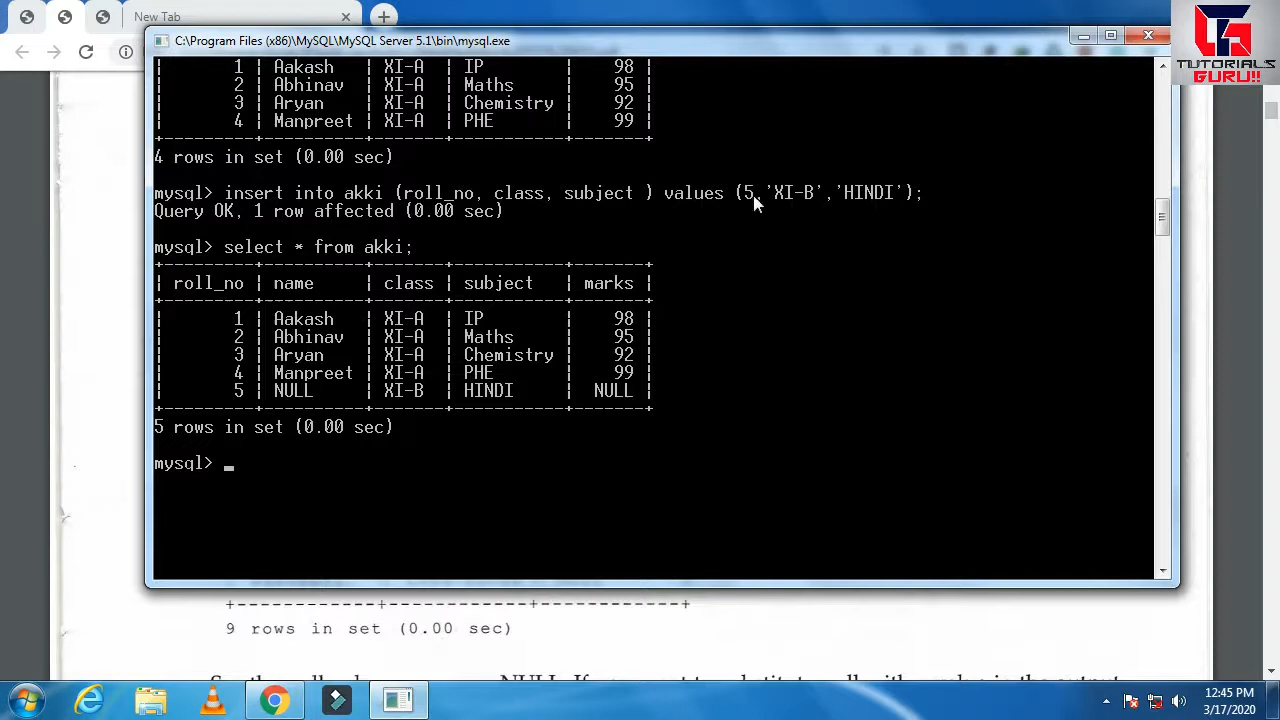 New Tab
C:\Program Files (x86)\MySQL\MySQL Server 5.1\bin\mysql.exe
TUTORIALS
GURU!!
| 1 | Aakash | XI-A | IP | 98 |
| 2 | Abhinav | XI-A | Maths | 95 |
| 3 | Aryan | XI-A | Chemistry | 92 |
| 4 | Manpreet | XI-A | PHE | 99 |
+---------+----------+-------+-----------+-------+
4 rows in set (0.00 sec)
mysql> insert into akki (roll_no, class, subject ) values (5, 'XI-B','HINDI');
Query OK, 1 row affected (0.00 sec)
mysql> select * from akki;
+---------+----------+-------+-----------+-------+
| roll_no | name | class | subject | marks |
+---------+----------+-------+-----------+-------+
| 1 | Aakash | XI-A | IP | 98 |
| 2 | Abhinav | XI-A | Maths | 95 |
| 3 | Aryan | XI-A | Chemistry | 92 |
| 4 | Manpreet | XI-A | PHE | 99 |
| 5 | NULL | XI-B | HINDI | NULL |
+---------+----------+-------+-----------+-------+
5 rows in set (0.00 sec)
mysql> _
+------------+------------+------------+
9 rows in set (0.00 sec)
12:45 PM
3/17/2020